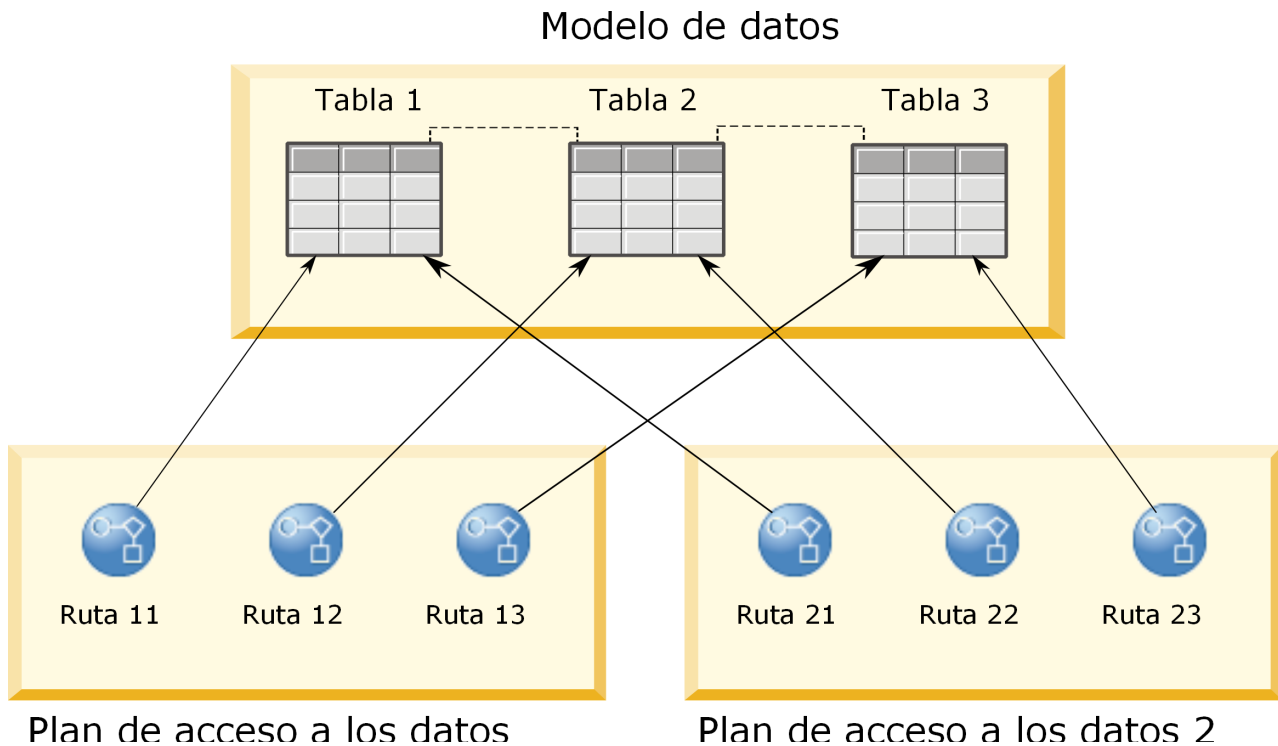 Modelo de datos
Tabla 1
Tabla 2
Tabla 3
Ruta 11
Ruta 12
Ruta 13
Ruta 21
Ruta 22
Ruta 23
Plan de acceso a los datos
Plan de acceso a los datos 2